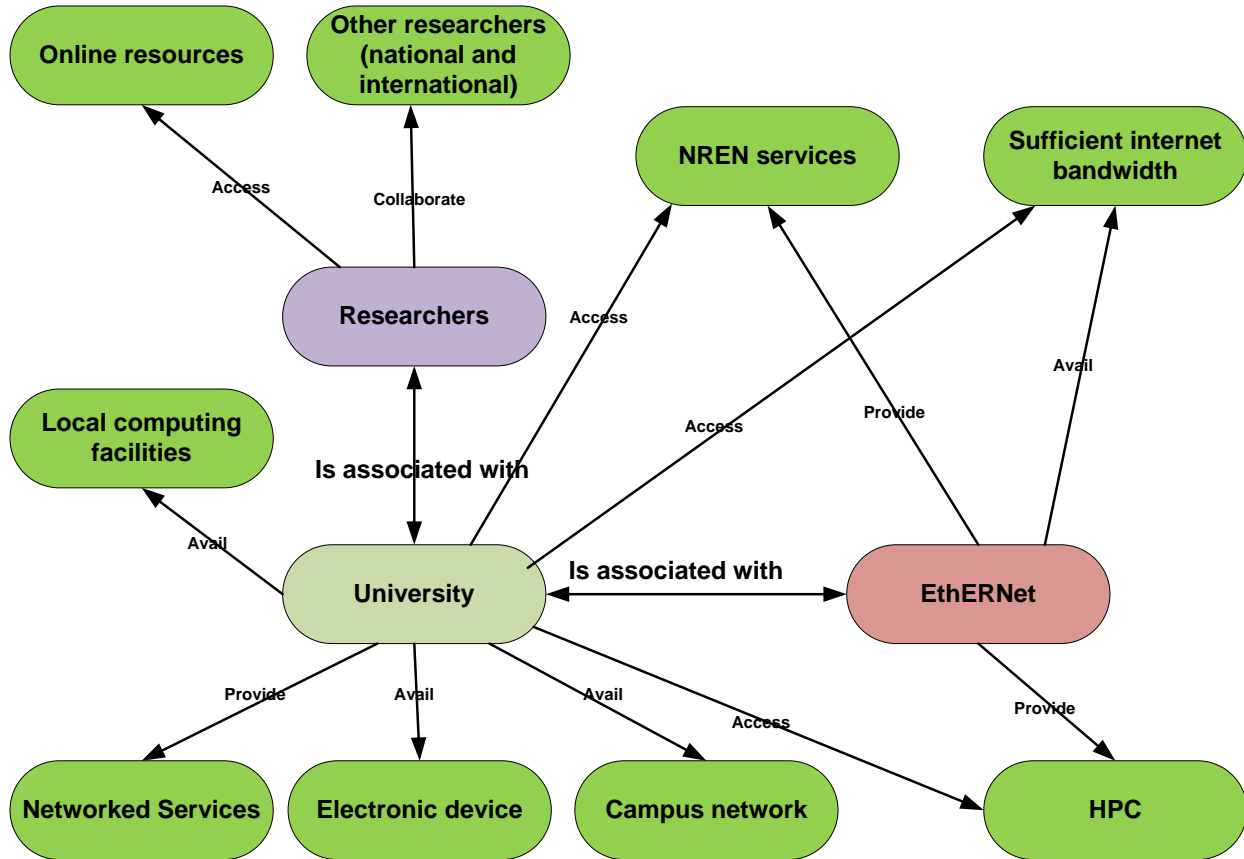 Online resources
Other researchers
(national and
international)
NREN services
Sufficient internet
bandwidth
Access
Collaborate
Researchers
Access
Avail
Local computing
facilities
Access
Provide
Is associated with
Avail
University
Is associated with
EthERNet
Provide
Avail
Avail
Access
Provide
Networked Services
Electronic device
Campus network
HPC